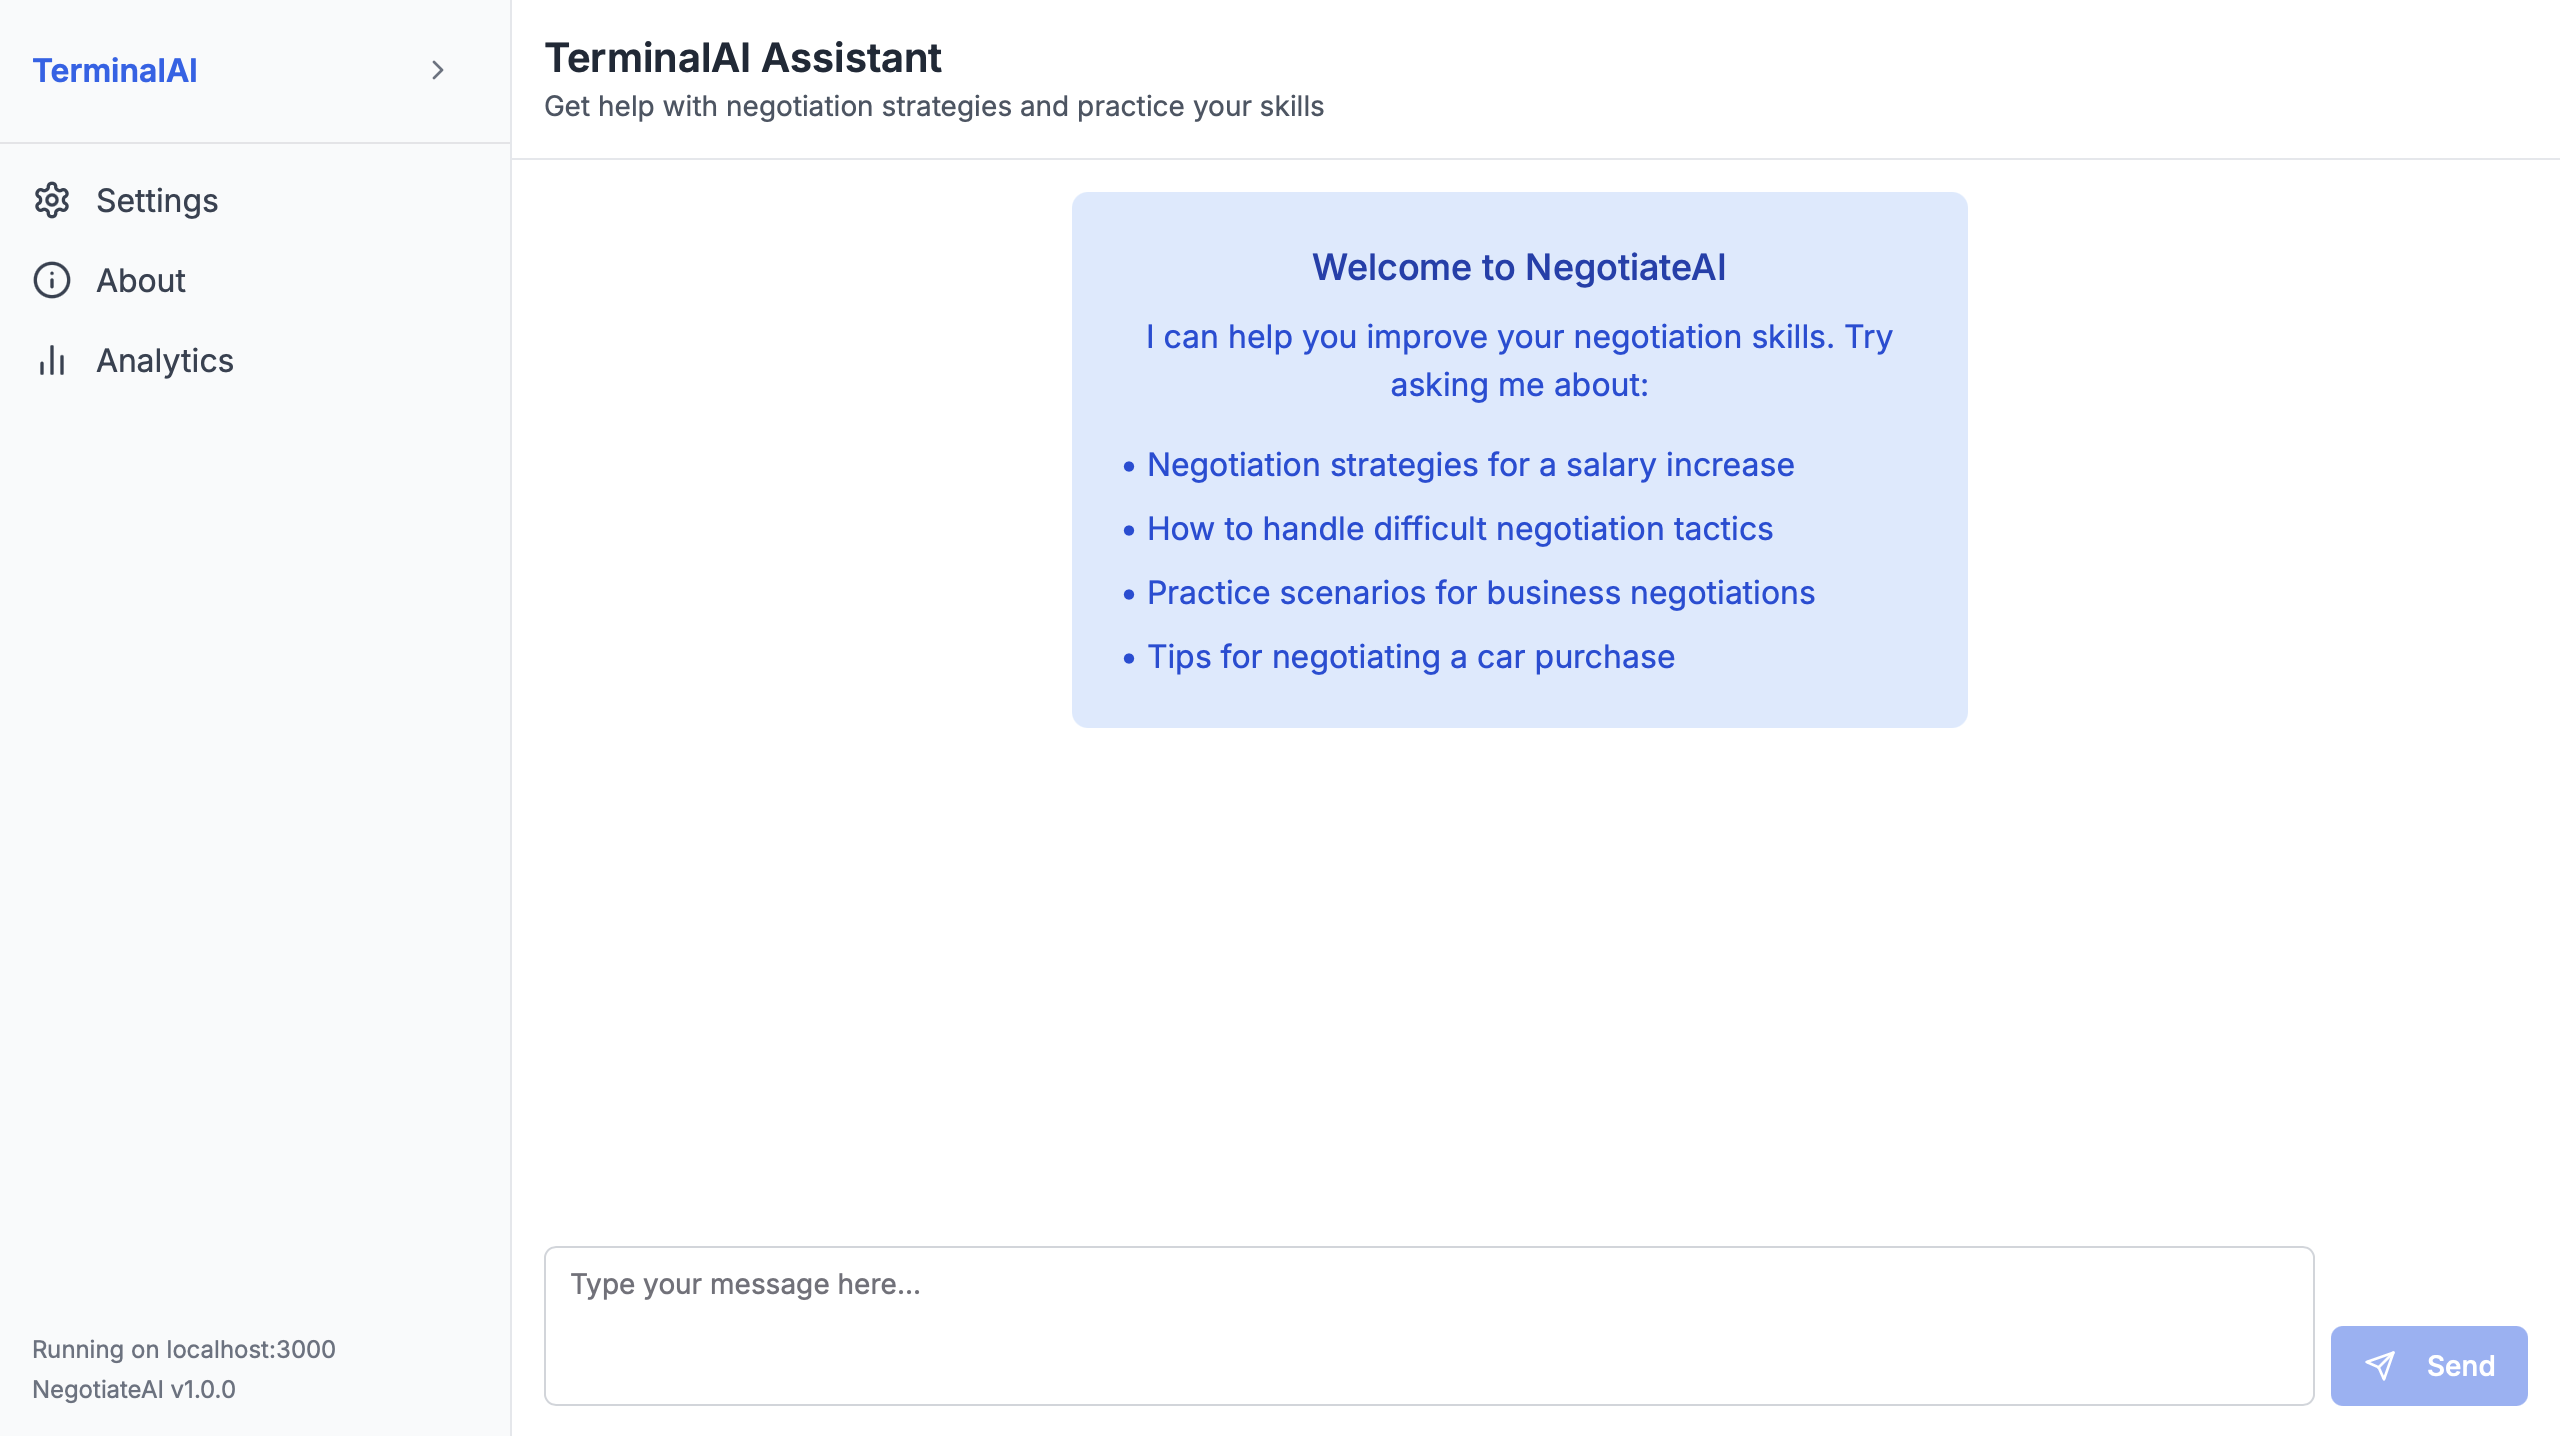 TerminalAI
Settings
About
Analytics
Running on localhost:3000
NegotiateAI v1.0.0
TerminalAI Assistant
Get help with negotiation strategies and practice your skills
Welcome to NegotiateAI
I can help you improve your negotiation skills. Try
asking me about:
• Negotiation strategies for a salary increase
• How to handle difficult negotiation tactics
• Practice scenarios for business negotiations
• Tips for negotiating a car purchase
Type your message here...
Send